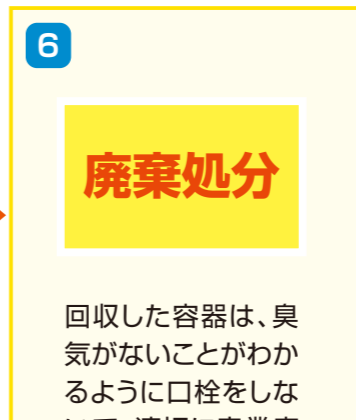 6
廃棄処分
回収した容器は、臭
気がないことがわか
るように口栓をしな